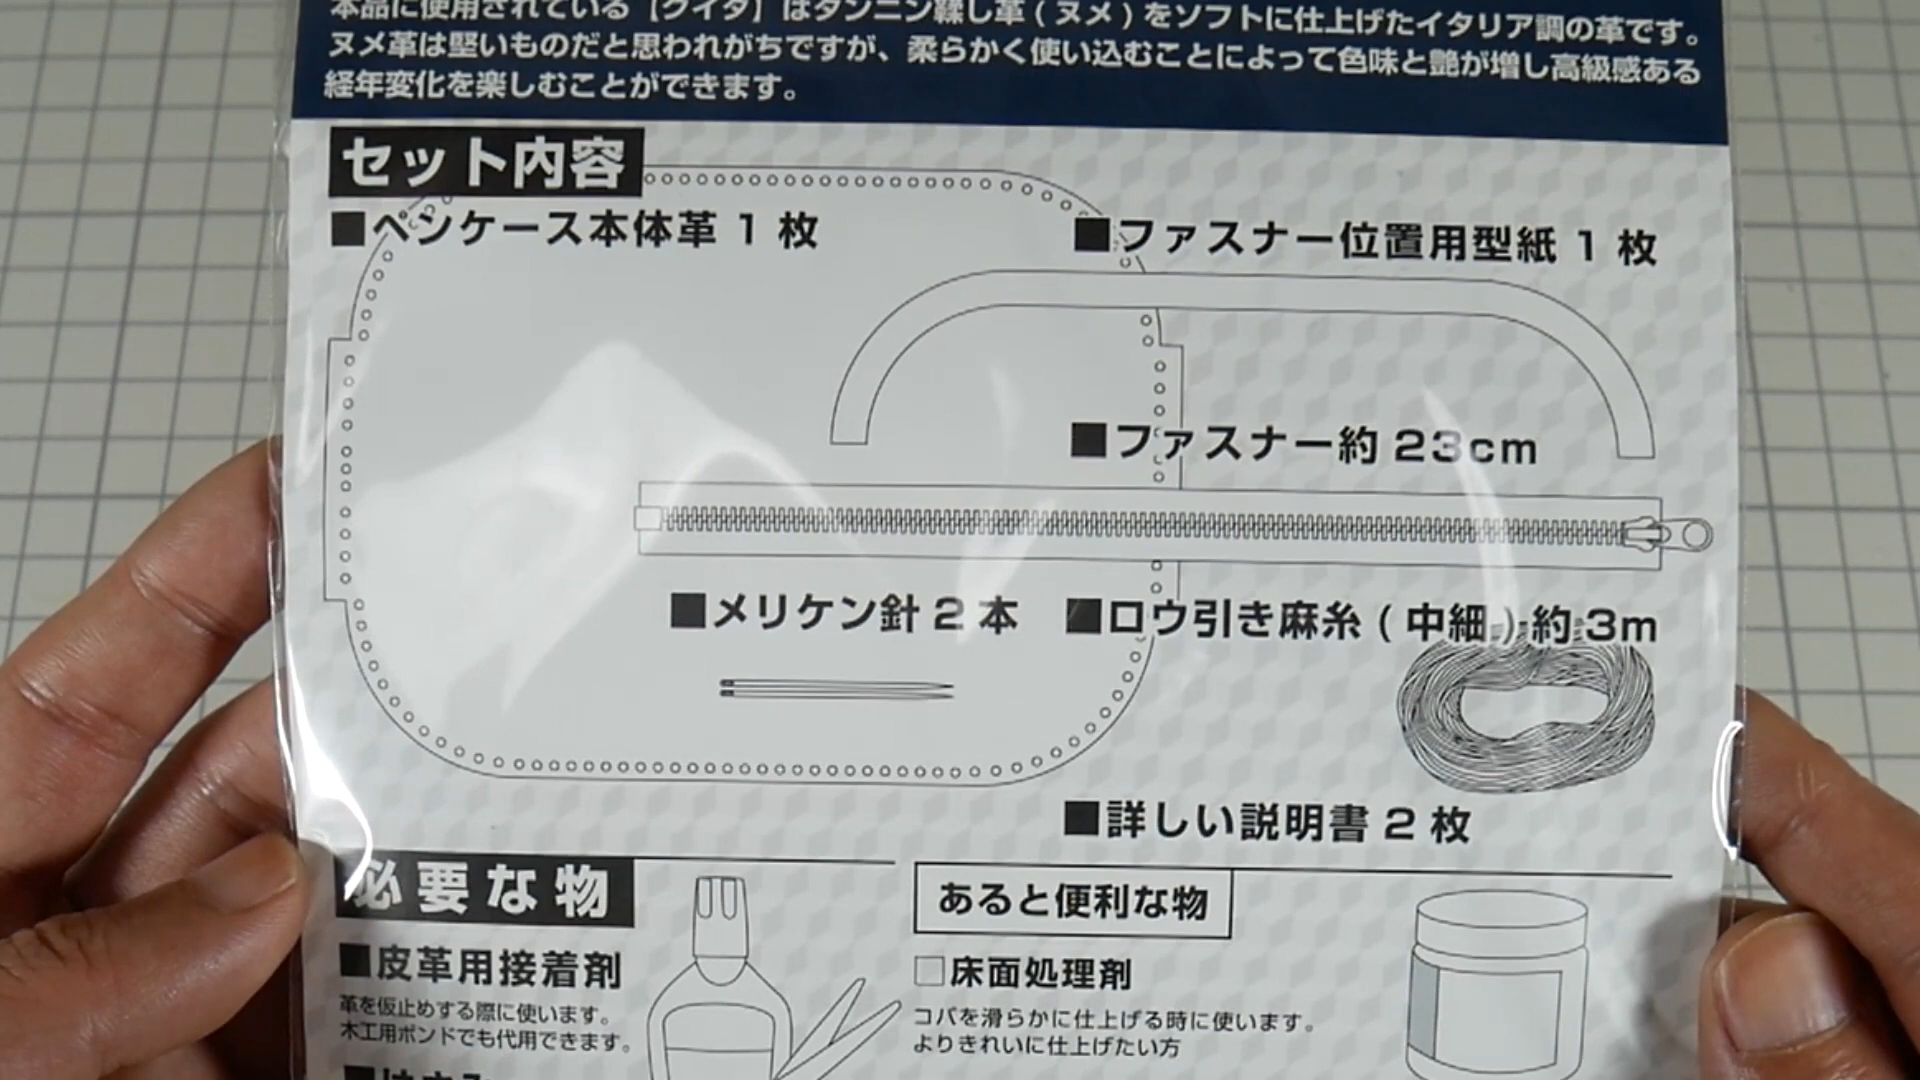 本品に使用されている【クイタ】はタンニン鞣し革(ヌメ)をソフトに仕上げたイタリア調の革です。
ヌメ革は堅いものだと思われがちですが、柔らかく使い込むことによって色味と艶が増し高級感ある
経年変化を楽しむことができます。
セット内容
■ペンケース本体革1枚
■ファスナー位置用型紙1枚
■ファスナー約23cm
■メリケン針2本
■ロウ引き麻糸(中細)約3m
■詳しい説明書2枚
必要な物
■皮革用接着剤
革を仮止めする際に使います。
木工用ボンドでも代用できます。
あると便利な物
□床面処理剤
コバを滑らかに仕上げる時に使います。
よりきれいに仕上げたい方